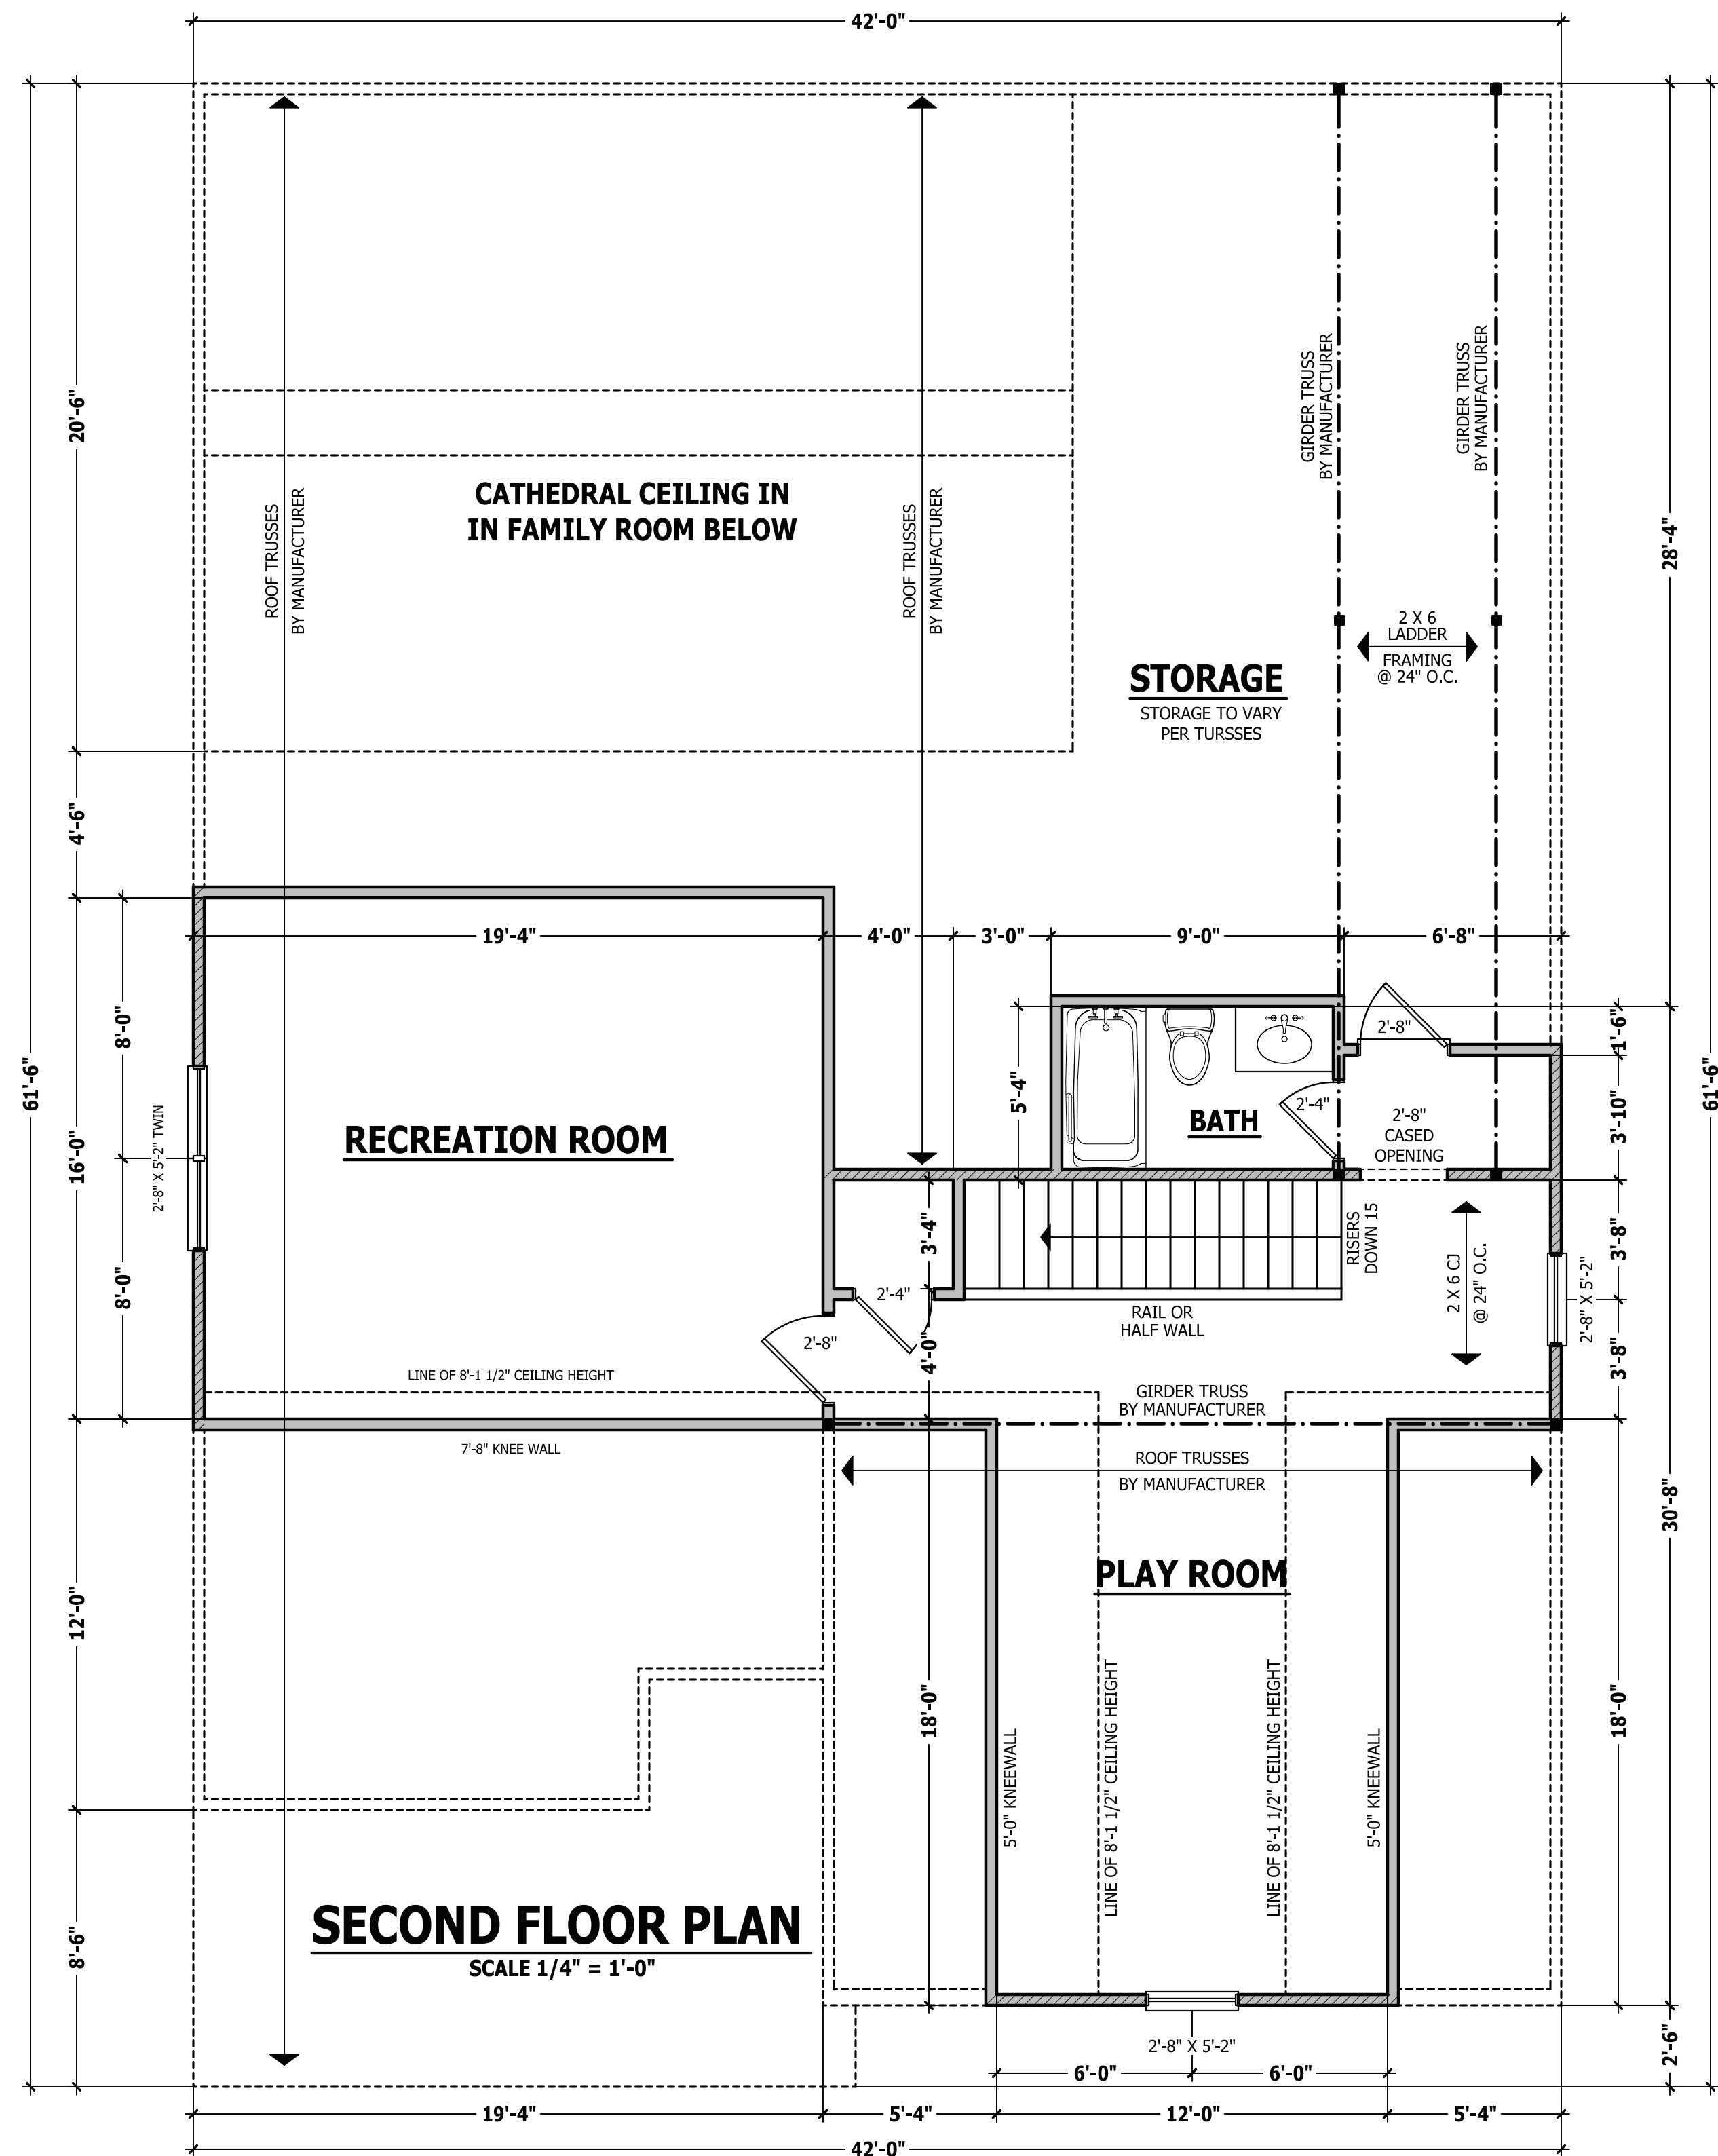 42'-0"
20'-6"
4'-6"
61'-6"
8'-0"
16'-0"
8'-0"
12'-0"
8'-6"
ROOF TRUSSES
BY MANUFACTURER
CATHEDRAL CEILING IN
IN FAMILY ROOM BELOW
ROOF TRUSSES
BY MANUFACTURER
GIRDER TRUSS
BY MANUFACTURER
GIRDER TRUSS
BY MANUFACTURER
2 X 6
LADDER
FRAMING
@ 24" O.C.
STORAGE
STORAGE TO VARY
PER TURSSES
28'-4"
61'-6"
19'-4"
4'-0"
3'-0"
9'-0"
6'-8"
2'-8"
1'-6"
5'-4"
BATH
2'-4"
2'-8"
CASED
OPENING
3'-10"
RECREATION ROOM
2'-8" X 5'-2" TWIN
3'-4"
RISERS
DOWN 15
2 X 6 CJ
@ 24" O.C.
3'-8"
2'-8" X 5'-2"
3'-8"
2'-4"
RAIL OR
HALF WALL
2'-8"
4'-0"
LINE OF 8'-1 1/2" CEILING HEIGHT
GIRDER TRUSS
BY MANUFACTURER
7'-8" KNEE WALL
ROOF TRUSSES
BY MANUFACTURER
30'-8"
PLAY ROOM
18'-0"
5'-0" KNEEWALL
LINE OF 8'-1 1/2" CEILING HEIGHT
LINE OF 8'-1 1/2" CEILING HEIGHT
5'-0" KNEEWALL
18'-0"
SECOND FLOOR PLAN
SCALE 1/4" = 1'-0"
2'-8" X 5'-2"
2'-6"
6'-0"
6'-0"
19'-4"
5'-4"
12'-0"
5'-4"
42'-0"